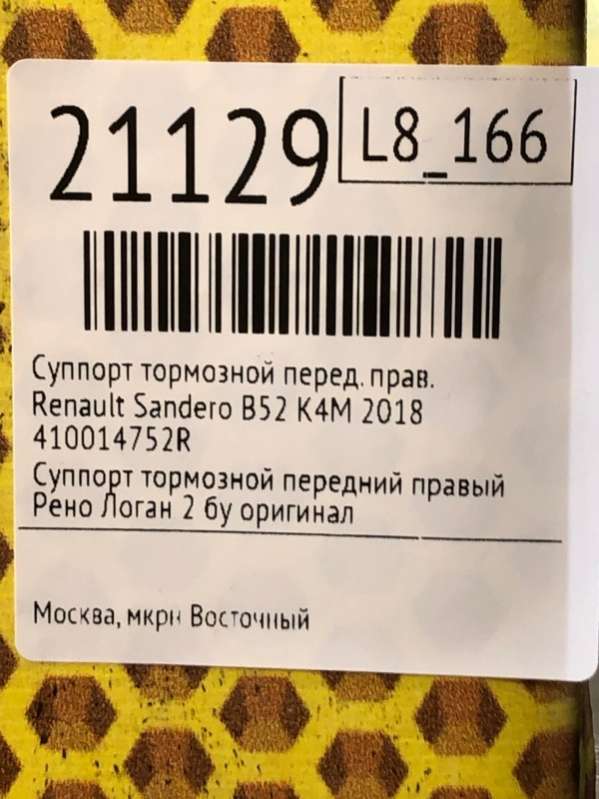 21129
L8_166
Суппорт тормозной перед. прав.
Renault Sandero B52 K4M 2018
410014752R
Суппорт тормозной передний правый
Рено Логан 2 бу оригинал
Москва, мкрн Восточный